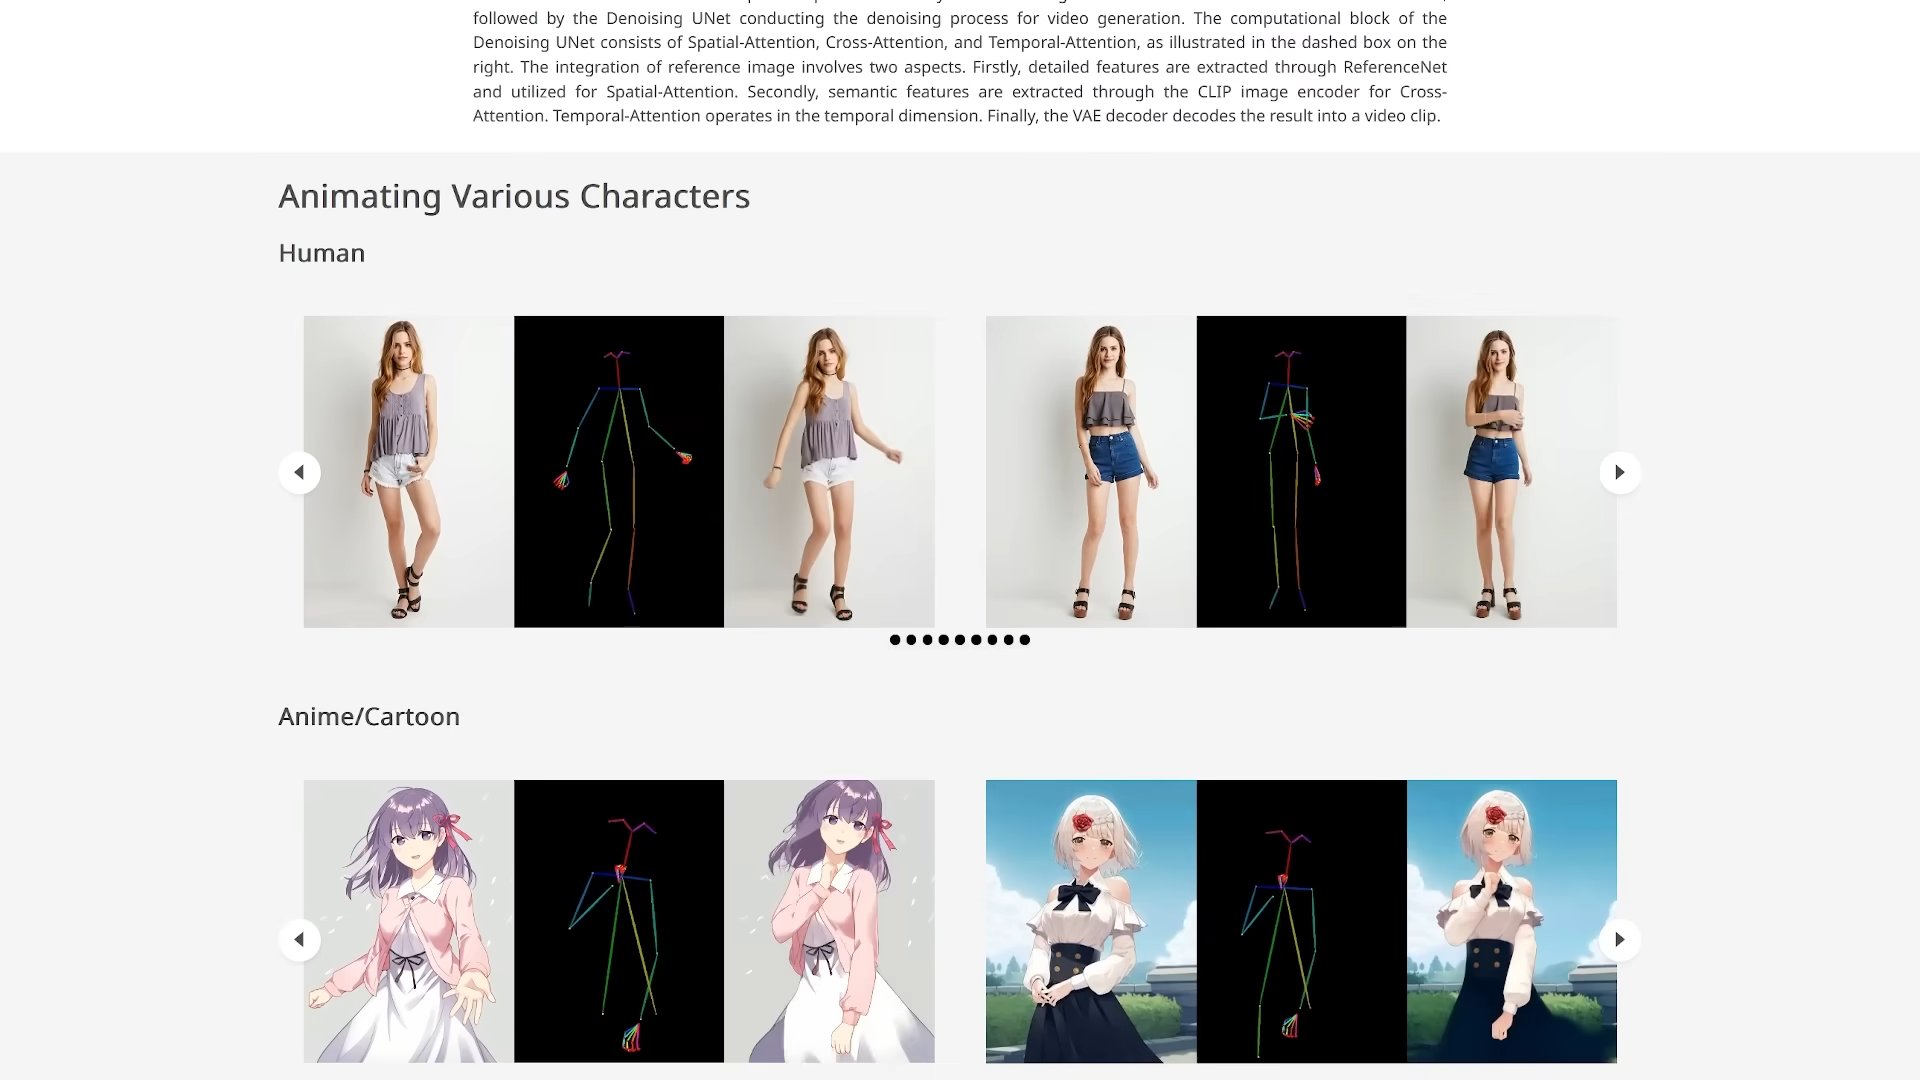 followed by the Denoising UNet conducting the denoising process for video generation. The computational block of the
Denoising UNet consists of Spatial-Attention, Cross-Attention, and Temporal-Attention, as illustrated in the dashed box on the
right. The integration of reference image involves two aspects. Firstly, detailed features are extracted through ReferenceNet
and utilized for Spatial-Attention. Secondly, semantic features are extracted through the CLIP image encoder for Cross-
Attention. Temporal-Attention operates in the temporal dimension. Finally, the VAE decoder decodes the result into a video clip.
Animating Various Characters
Human
Anime/Cartoon